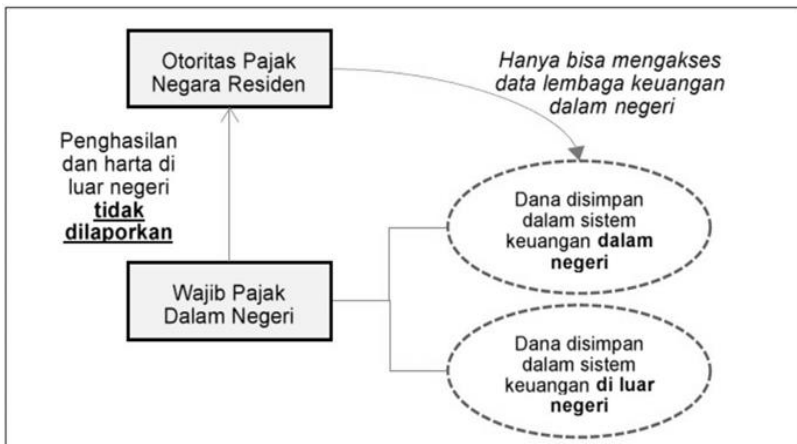 Otoritas Pajak
Negara Residen
Hanya bisa mengakses
data lembaga keuangan
dalam negeri
Penghasilan
dan harta di
luar negeri
tidak
dilaporkan
Dana disimpan
dalam sistem
keuangan dalam
negeri
Wajib Pajak
Dalam Negeri
Dana disimpan
dalam sistem
keuangan di luar
negeri